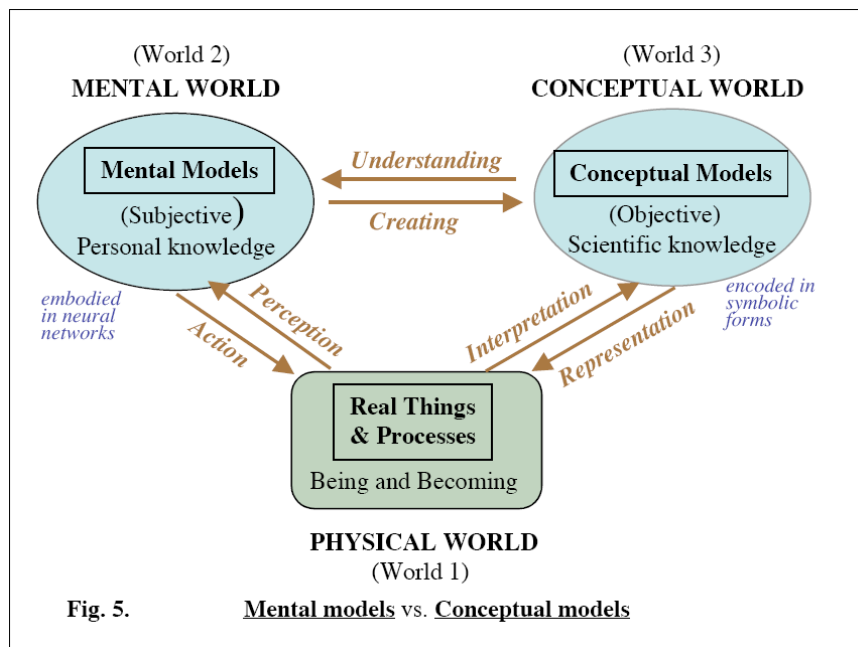 (World 2)
MENTAL WORLD
(World 3)
CONCEPTUAL WORLD
Mental Models
(Subjective)
Personal knowledge
Understanding
Creating
Conceptual Models
(Objective)
Scientific knowledge
embodied
in neural
networks
encoded in
symbolic
forms
Action
Perception
Interpretation
Representation
Real Things
& Processes
Being and Becoming
PHYSICAL WORLD
(World 1)
Fig. 5. Mental models vs. Conceptual models